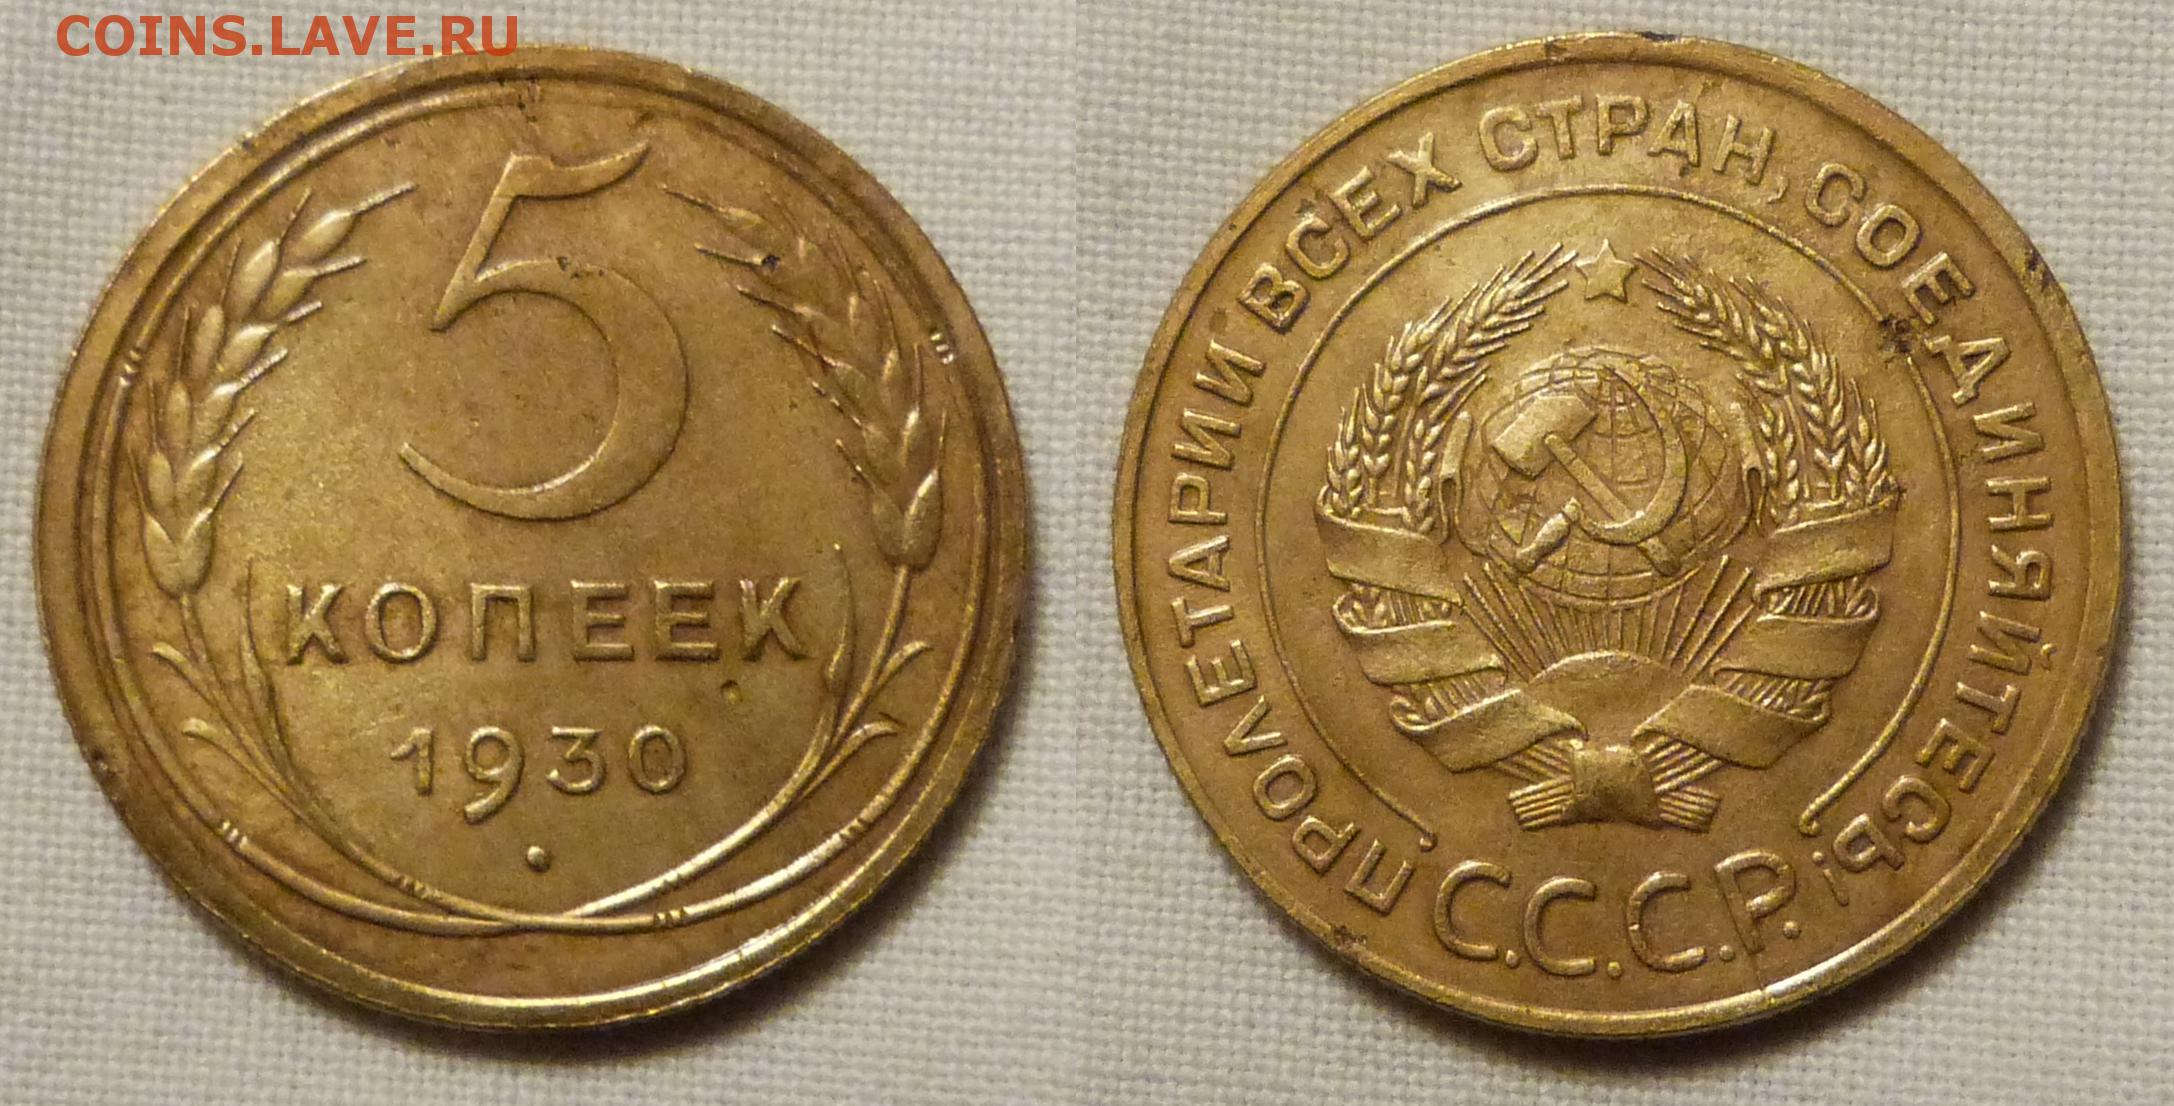 COINS.LAVE.RU
5
КОПЕЕК
1930
ПРОЛЕТАРИИ ВСЕХ СТРАН, СОЕДИНЯЙТЕСЬ!
С.С.С.Р.